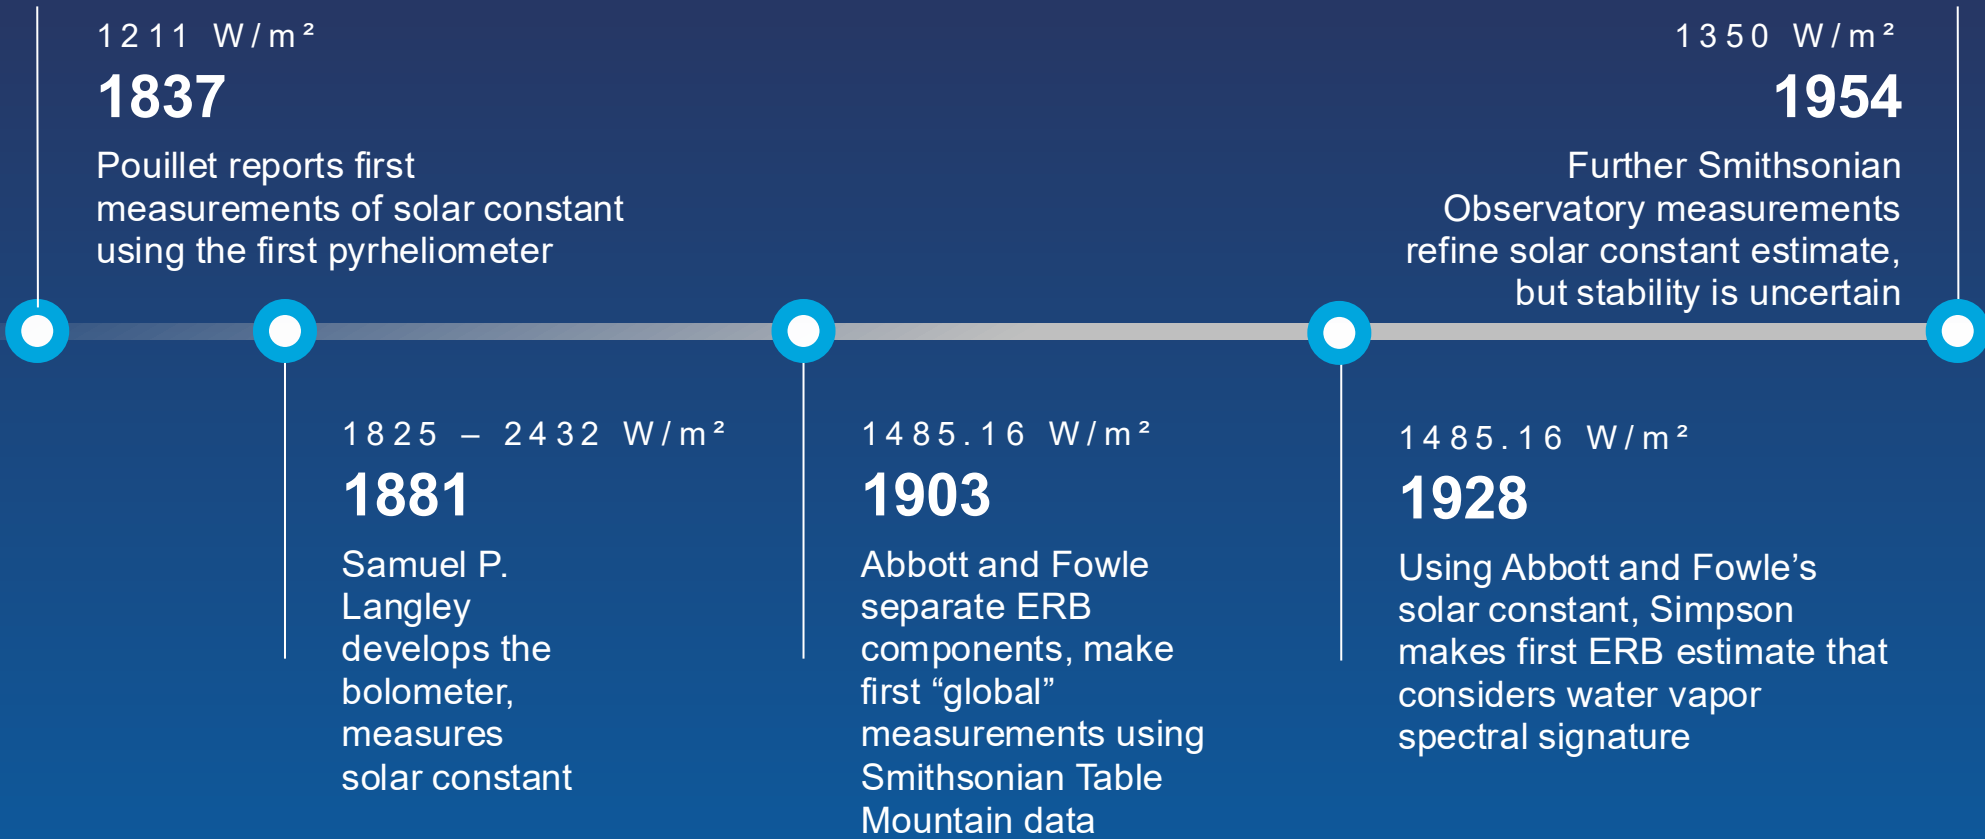 1211 W/m²
1837
Pouillet reports first
measurements of solar constant
using the first pyrheliometer
1825 – 2432 W/m²
1881
Samuel P.
Langley
develops the
bolometer,
measures
solar constant
1485.16 W/m²
1903
Abbott and Fowle
separate ERB
components, make
first “global”
measurements using
Smithsonian Table
Mountain data
1485.16 W/m²
1928
Using Abbott and Fowle’s
solar constant, Simpson
makes first ERB estimate that
considers water vapor
spectral signature
1350 W/m²
1954
Further Smithsonian
Observatory measurements
refine solar constant estimate,
but stability is uncertain